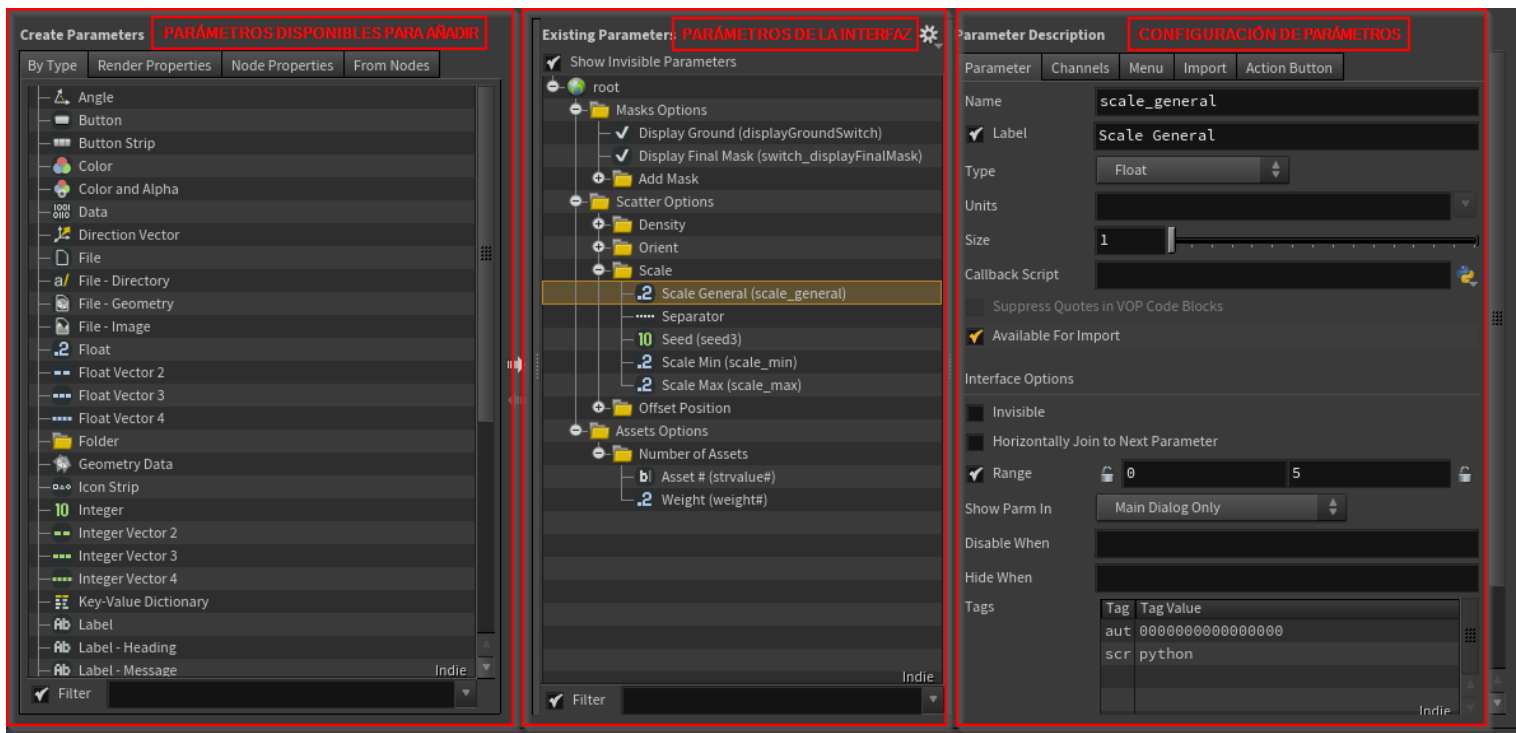 Create Parameters
PARÁMETROS DISPONIBLES PARA AÑADIR
By Type Render Properties Node Properties From Nodes
Angle
Button
Button Strip
Color
Color and Alpha
Data
Direction Vector
File
File - Directory
File - Geometry
File - Image
Float
Float Vector 2
Float Vector 3
Float Vector 4
Folder
Geometry Data
Icon Strip
Integer
Integer Vector 2
Integer Vector 3
Integer Vector 4
Key-Value Dictionary
Label
Label - Heading
Label - Message
Indie
Filter
Existing Parameters
PARÁMETROS DE LA INTERFAZ
Show Invisible Parameters
root
Masks Options
Display Ground (displayGroundSwitch)
Display Final Mask (switch_displayFinalMask)
Add Mask
Scatter Options
Density
Orient
Scale
Scale General (scale_general)
Separator
Seed (seed3)
Scale Min (scale_min)
Scale Max (scale_max)
Offset Position
Assets Options
Number of Assets
Asset # (strvalue#)
Weight (weight#)
Indie
Filter
Parameter Description
CONFIGURACIÓN DE PARÁMETROS
Parameter Channels Menu Import Action Button
Name scale_general
Label Scale General
Type Float
Units
Size 1
Callback Script
Suppress Quotes in VOP Code Blocks
Available For Import
Interface Options
Invisible
Horizontally Join to Next Parameter
Range 0 5
Show Parm In Main Dialog Only
Disable When
Hide When
Tags Tag Tag Value
aut 0000000000000000
scr python
Indie